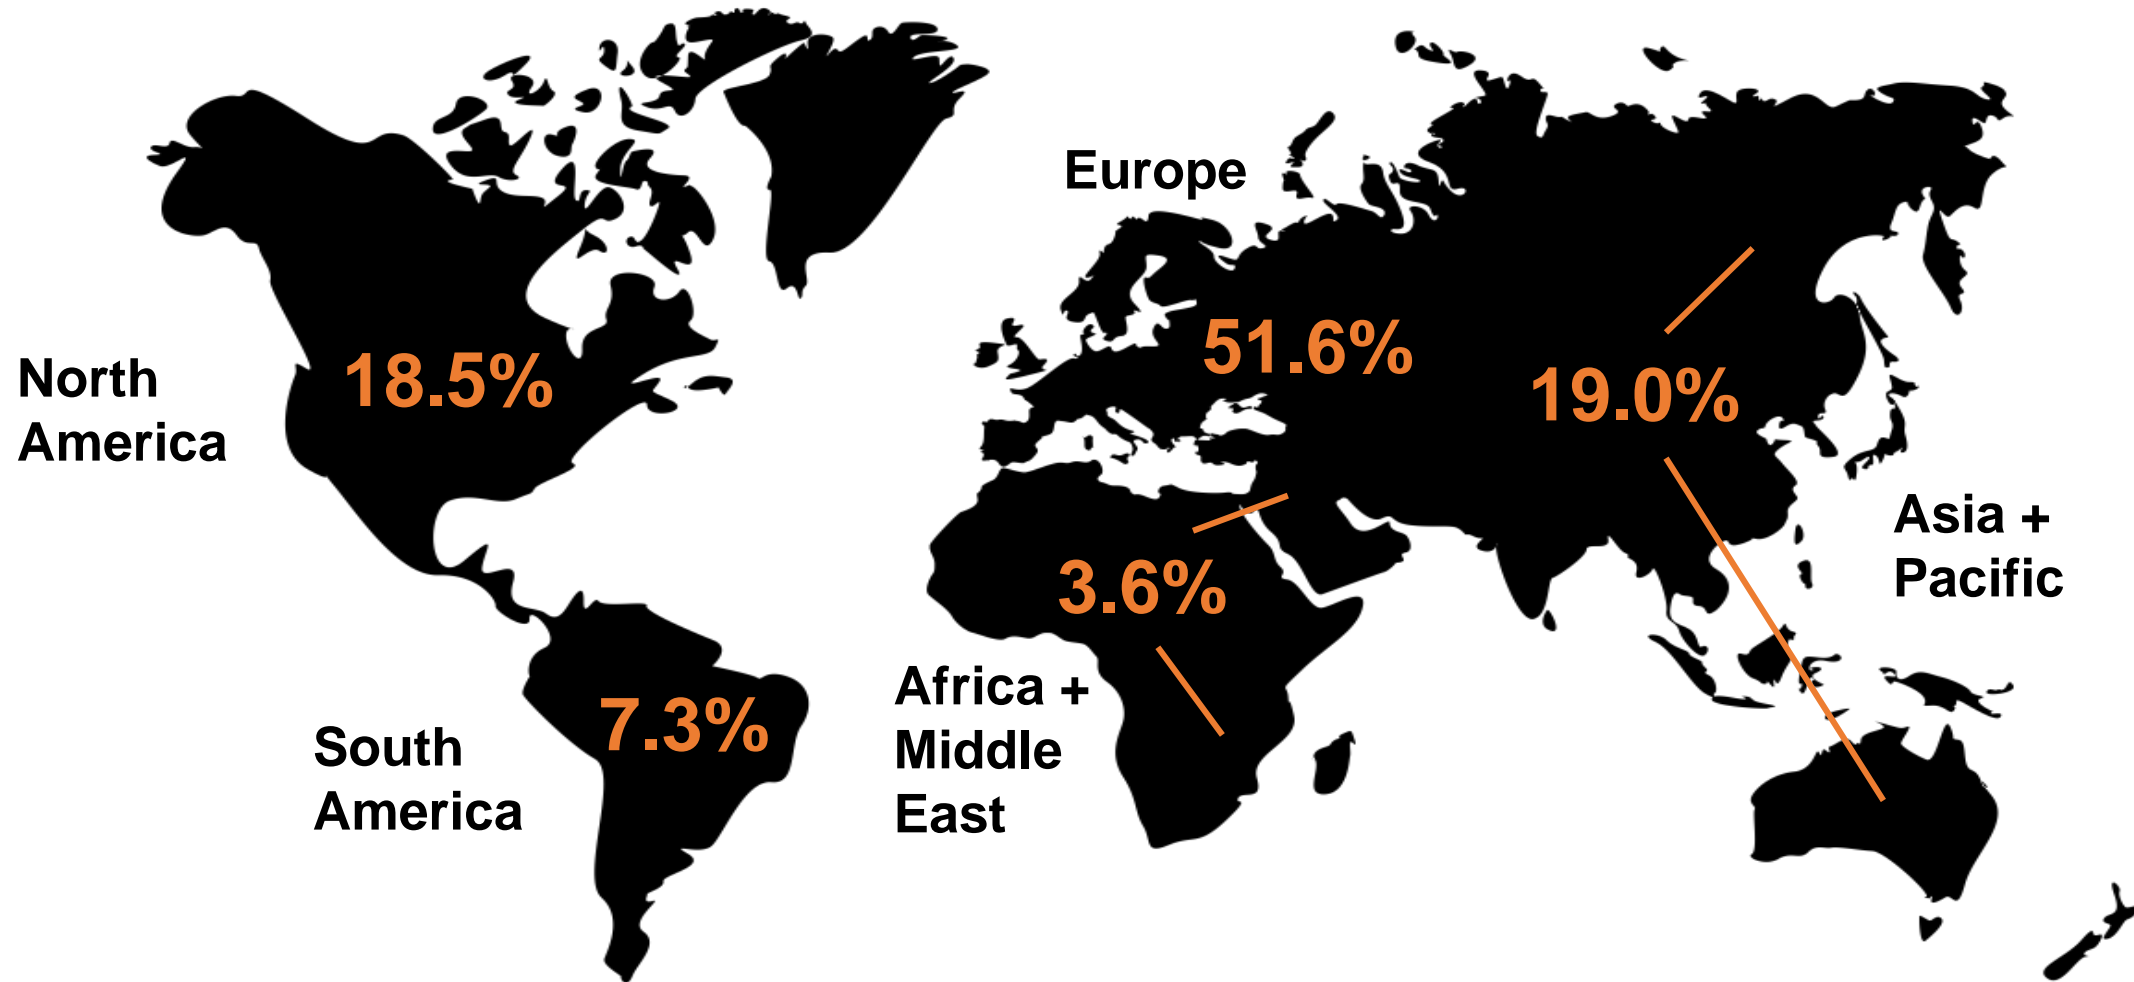 Europe
51.6%
North
America
18.5%
19.0%
Asia +
Pacific
3.6%
Africa +
Middle
East
South
America
7.3%